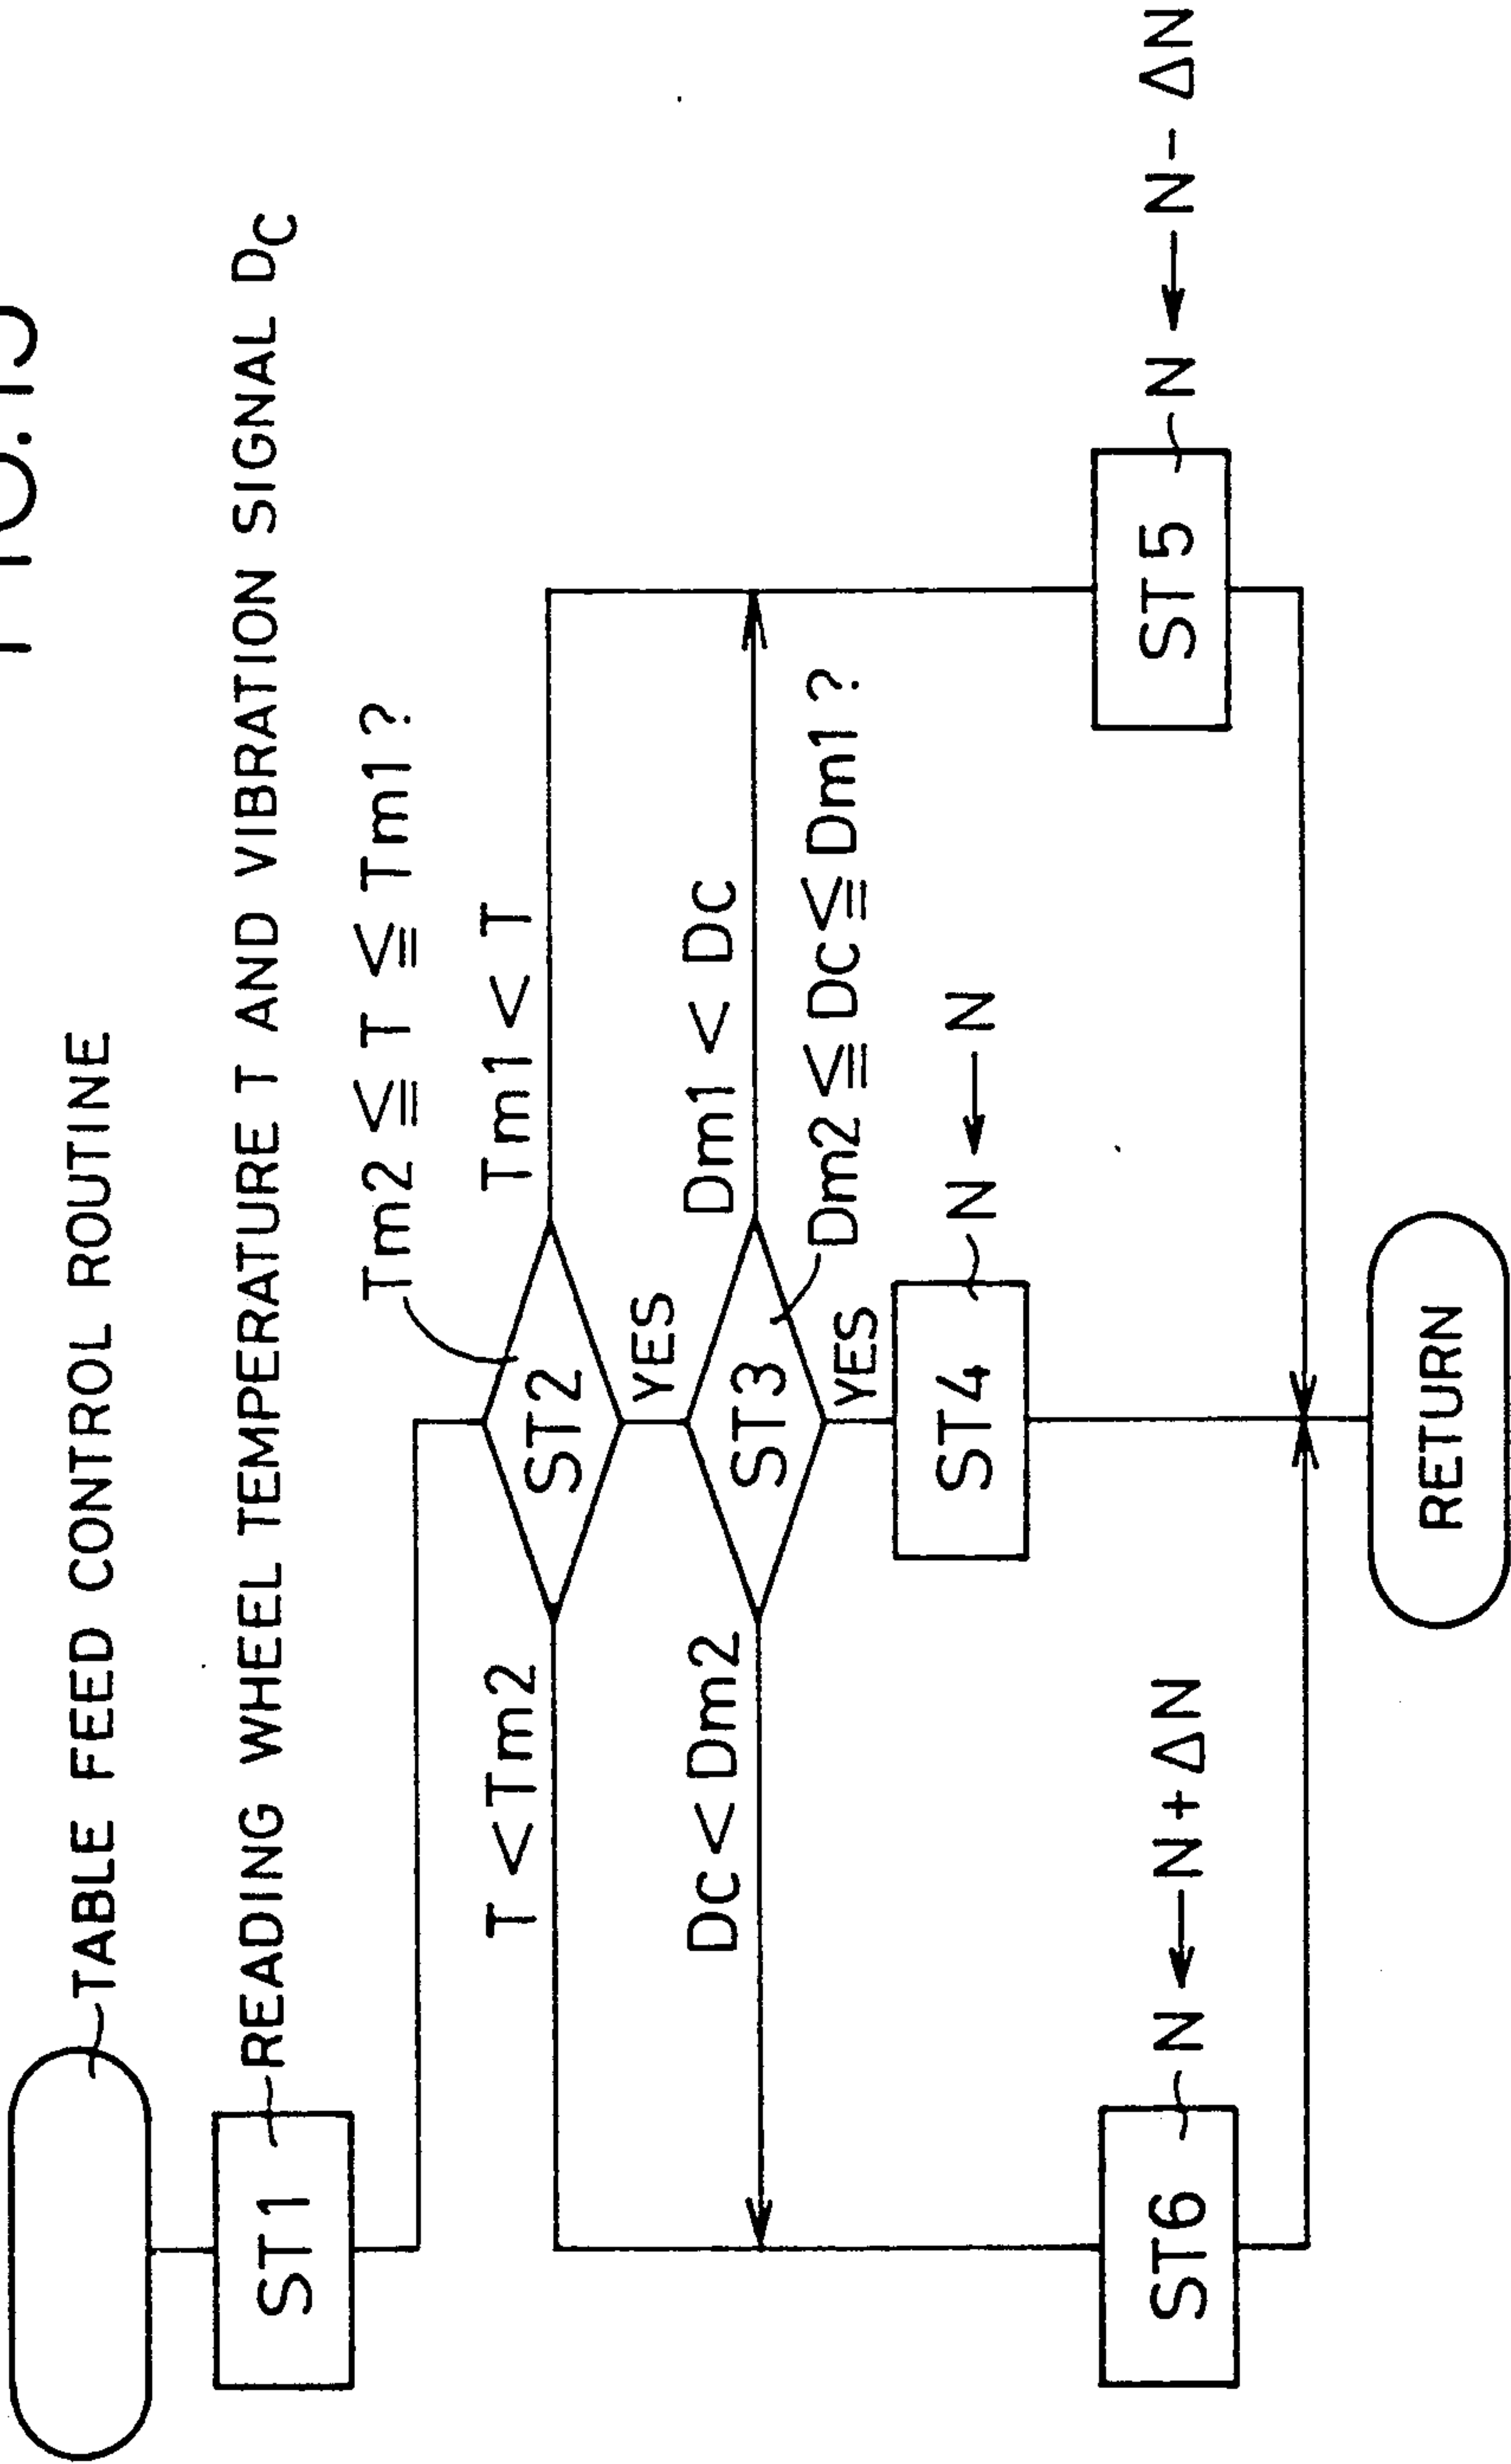 TABLE FEED CONTROL ROUTINE
ST1
READING WHEEL TEMPERATURE T AND VIBRATION SIGNAL Dc
Tm2 ≦ T ≦ Tm1?
T < Tm2
Tm1 < T
ST2
YES
Dc < Dm2
Dm1 < Dc
ST3
Dm2 ≦ Dc ≦ Dm1?
YES
ST4
N ← N
ST6
N ← N + ΔN
ST5
N ← N - ΔN
RETURN